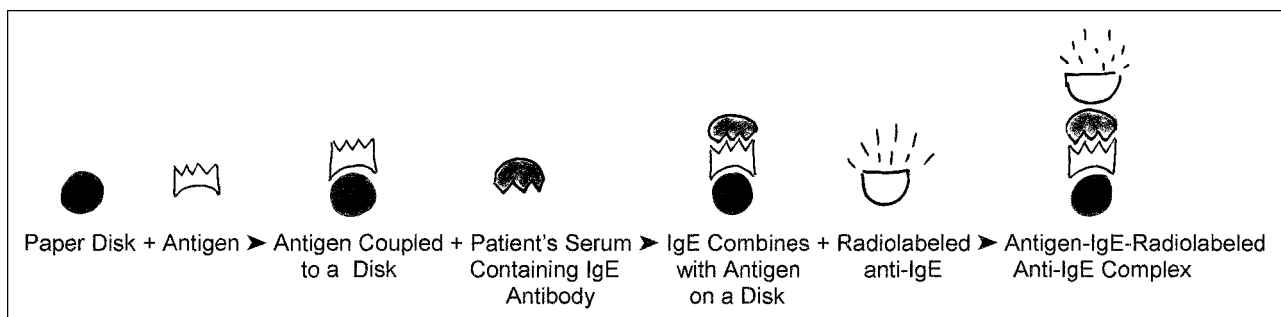 Paper Disk + Antigen ➤ Antigen Coupled + Patient's Serum ➤ IgE Combines + Radiolabeled ➤ Antigen-IgE-Radiolabeled
to a Disk Containing IgE with Antigen anti-IgE Anti-IgE Complex
Antibody on a Disk